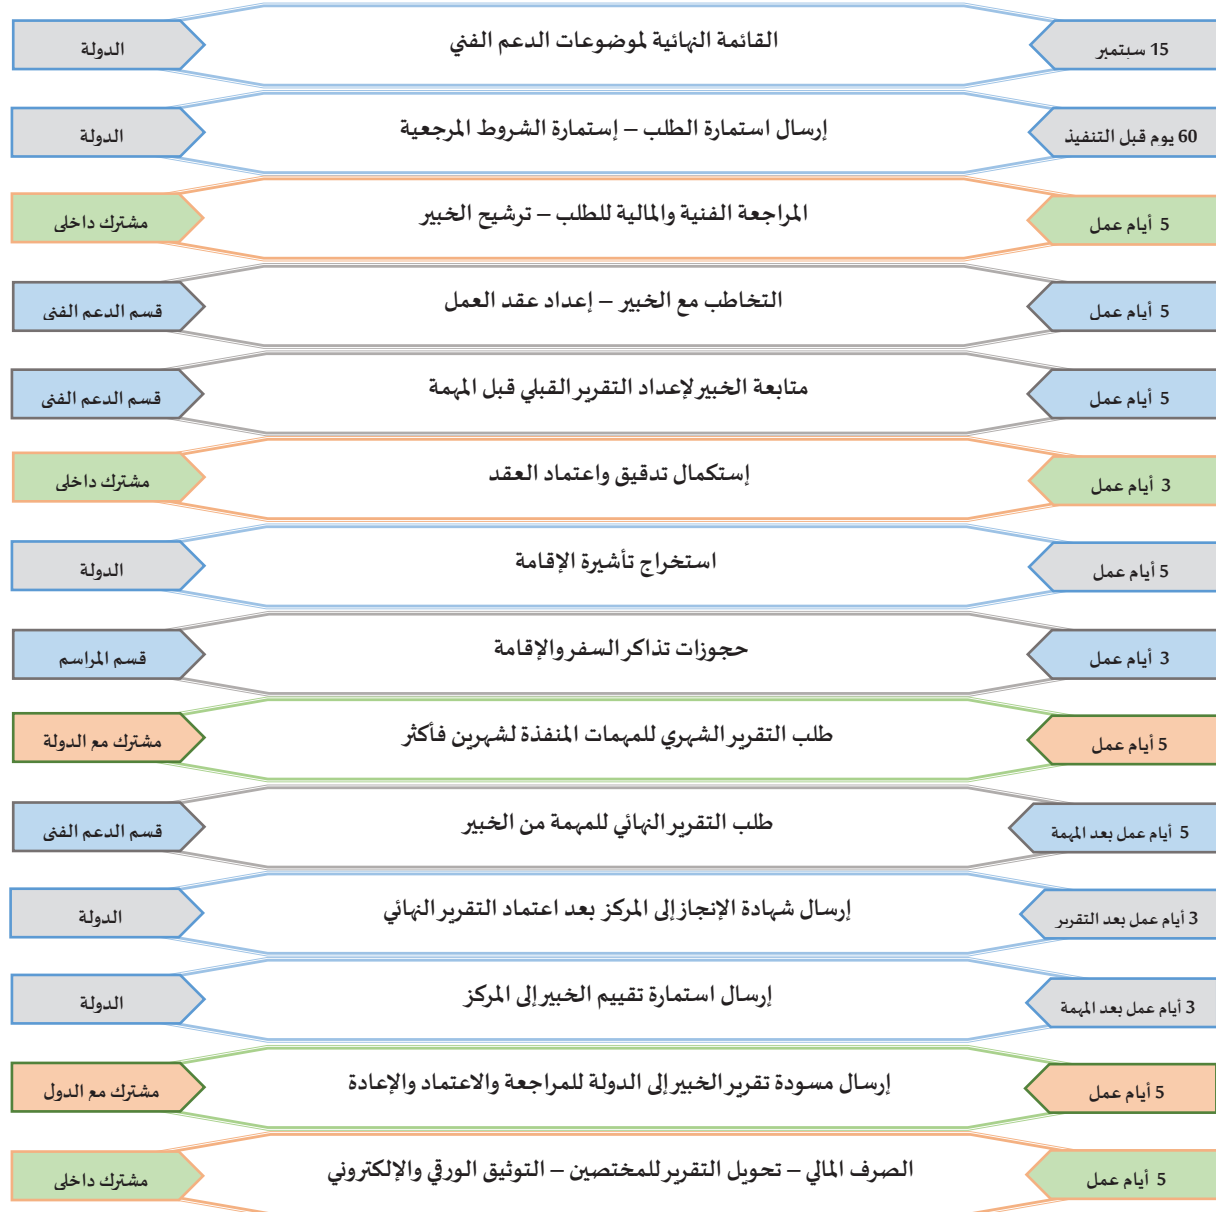 15 سبتمبر
القائمة النهائية لموضوعات الدعم الفني
الدولة
60 يوم قبل التنفيذ
إرسال استمارة الطلب – إستمارة الشروط المرجعية
الدولة
5 أيام عمل
المراجعة الفنية والمالية للطلب – ترشيح الخبير
مشترك داخلى
5 أيام عمل
التخاطب مع الخبير – إعداد عقد العمل
قسم الدعم الفنى
5 أيام عمل
متابعة الخبير لإعداد التقرير القبلي قبل المهمة
قسم الدعم الفنى
3 أيام عمل
إستكمال تدقيق واعتماد العقد
مشترك داخلى
5 أيام عمل
استخراج تأشيرة الإقامة
الدولة
3 أيام عمل
حجوزات تذاكر السفر والإقامة
قسم المراسم
5 أيام عمل
طلب التقرير الشهري للمهمات المنفذة لشهرين فأكثر
مشترك مع الدولة
5 أيام عمل بعد المهمة
طلب التقرير النهائي للمهمة من الخبير
قسم الدعم الفنى
3 أيام عمل بعد التقرير
إرسال شهادة الإنجاز إلى المركز بعد اعتماد التقرير النهائي
الدولة
3 أيام عمل بعد المهمة
إرسال استمارة تقييم الخبير إلى المركز
الدولة
5 أيام عمل
إرسال مسودة تقرير الخبير إلى الدولة للمراجعة والاعتماد والإعادة
مشترك مع الدول
5 أيام عمل
الصرف المالي – تحويل التقرير للمختصين – التوثيق الورقي والإلكتروني
مشترك داخلى